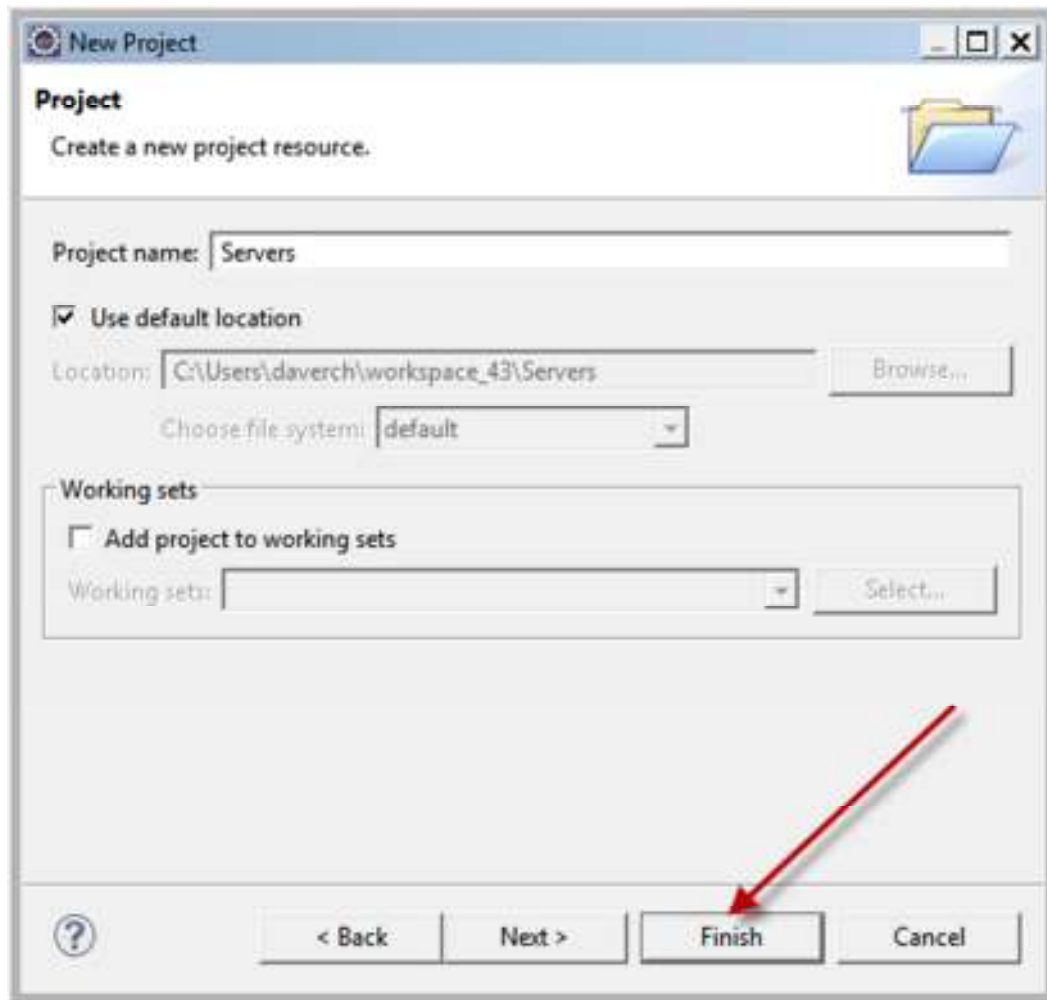 New Project
Project
Create a new project resource.
Project name: Servers
Use default location
Location: C:\Users\daverch\workspace_43\Servers Browse...
Choose file system: default
Working sets
Add project to working sets
Working sets: Select...
? < Back Next > Finish Cancel